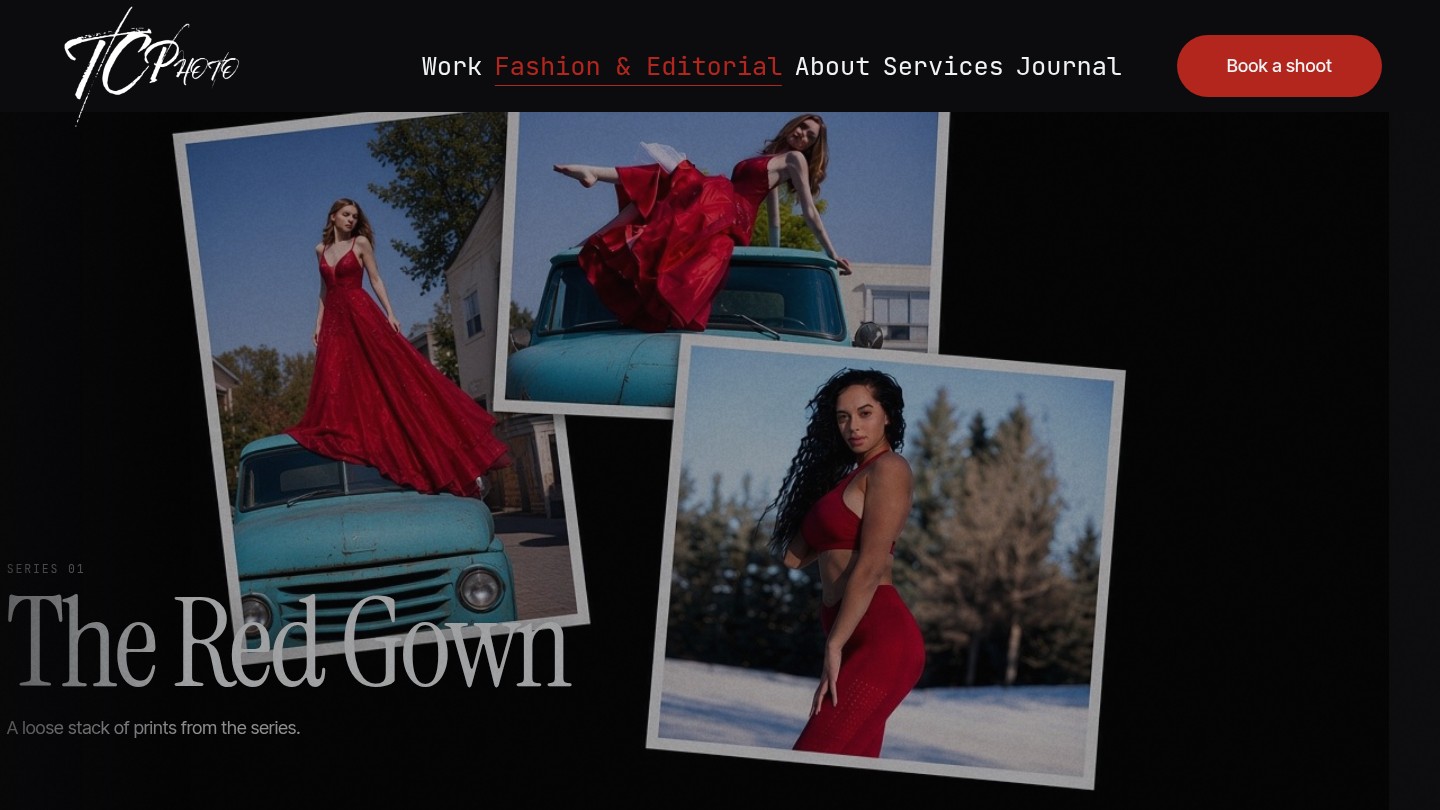 TCPHOTO
Work Fashion & Editorial About Services Journal
Book a shoot
SERIES 01
The Red Gown
A loose stack of prints from the series.